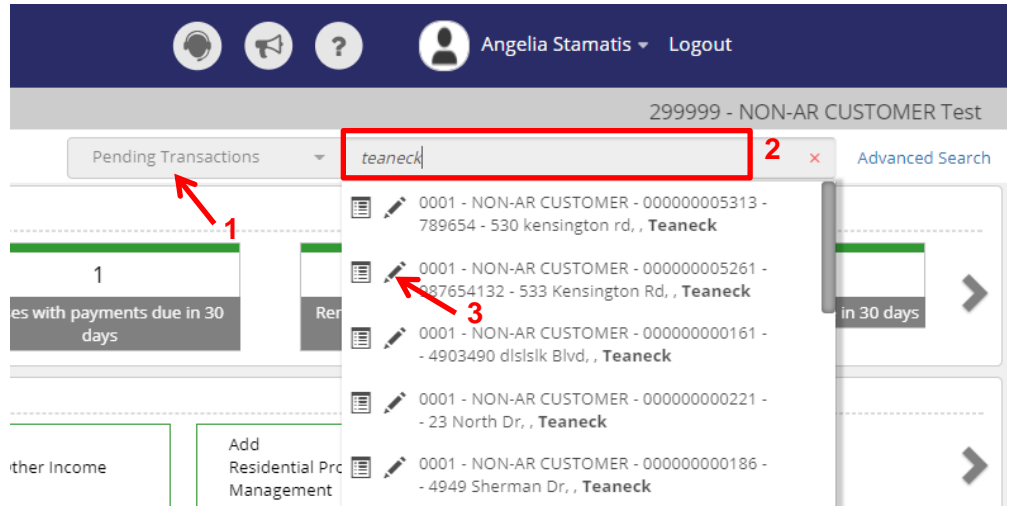 ?
Angelia Stamatis Logout
299999 - NON-AR CUSTOMER Test
Pending Transactions
teaneck
2
×
Advanced Search
1
0001 - NON-AR CUSTOMER - 000000005313 -
789654 - 530 kensington rd, , Teaneck
0001 - NON-AR CUSTOMER - 000000005261 -
987654132 - 533 Kensington Rd, , Teaneck
3
0001 - NON-AR CUSTOMER - 000000000161 -
- 4903490 dlslslk Blvd, , Teaneck
0001 - NON-AR CUSTOMER - 000000000221 -
- 23 North Dr, , Teaneck
0001 - NON-AR CUSTOMER - 000000000186 -
- 4949 Sherman Dr, , Teaneck
1
es with payments due in 30
days
Rer
in 30 days
ther Income
Add
Residential Pro
Management